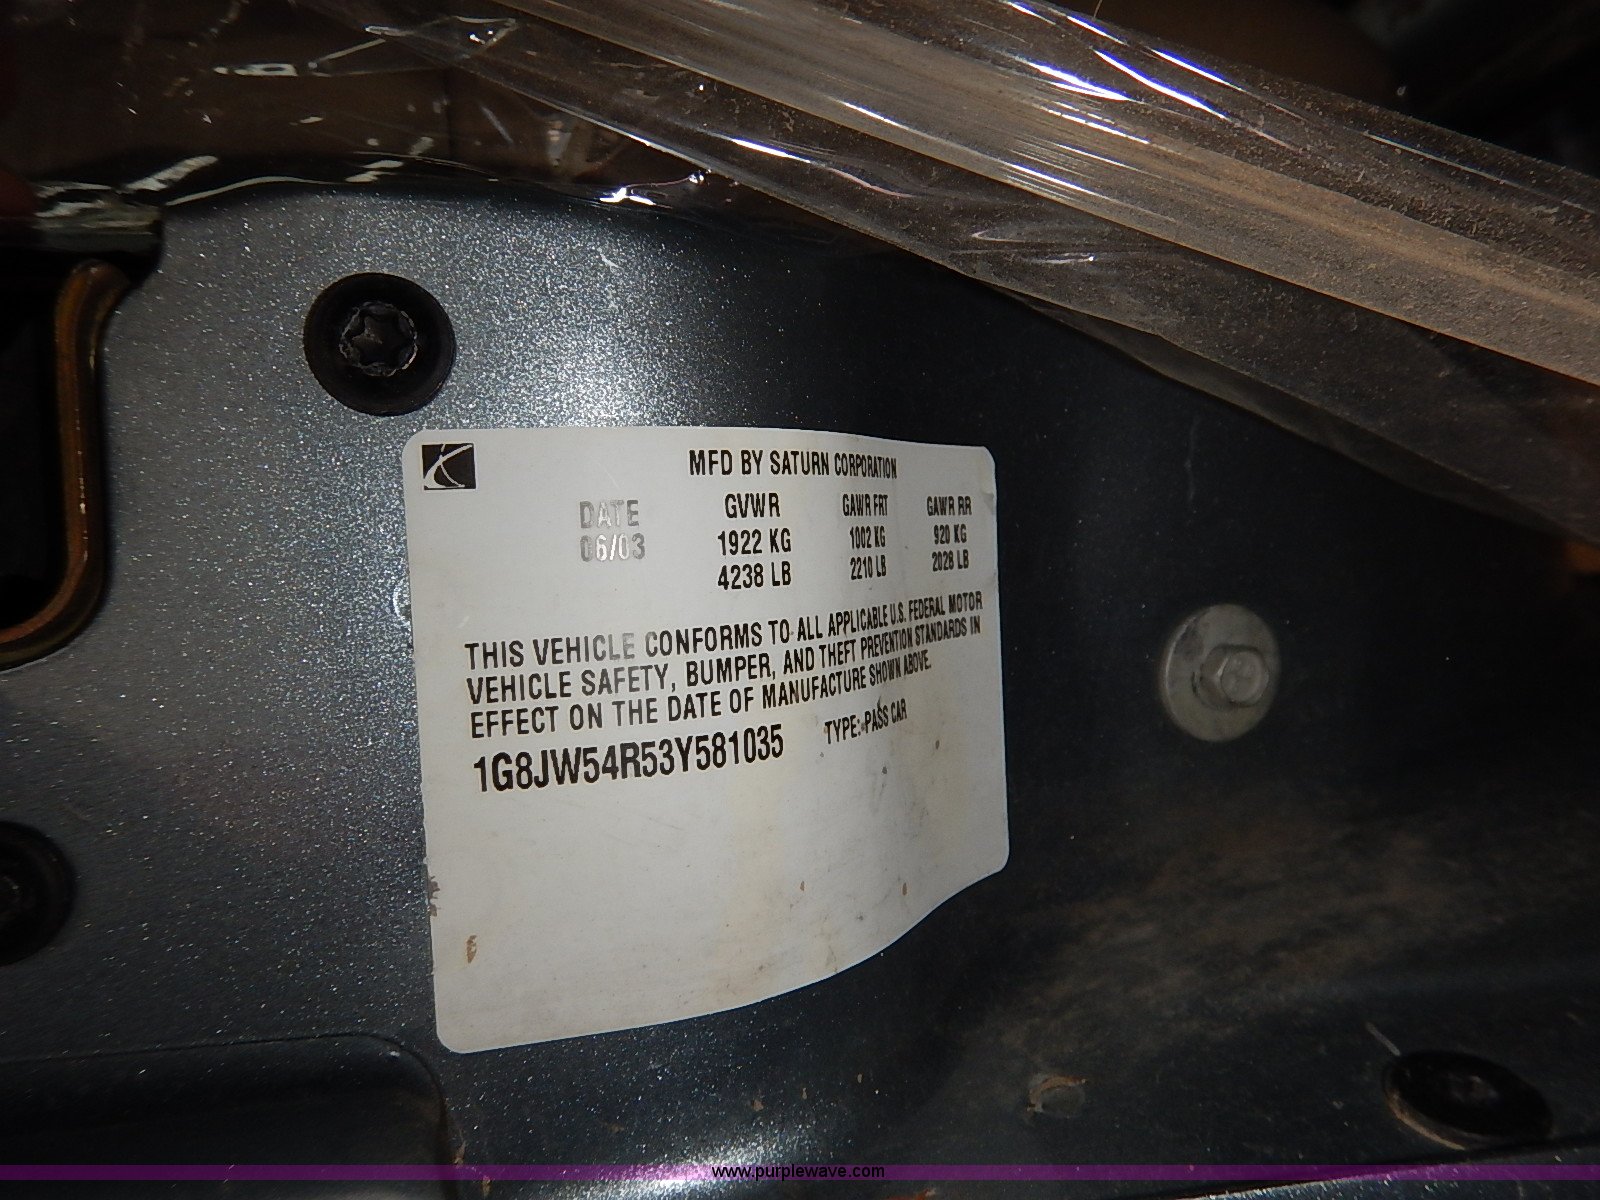 MFD BY SATURN CORPORATION
DATE GVWR GAWR FRT GAWR RR
06/03 1922 KG 1002 KG 920 KG
4238 LB 2210 LB 2028 LB
THIS VEHICLE CONFORMS TO ALL APPLICABLE U.S. FEDERAL MOTOR
VEHICLE SAFETY, BUMPER, AND THEFT PREVENTION STANDARDS IN
EFFECT ON THE DATE OF MANUFACTURE SHOWN ABOVE.
1G8JW54R53Y581035 TYPE: PASS CAR
www.purplewave.com